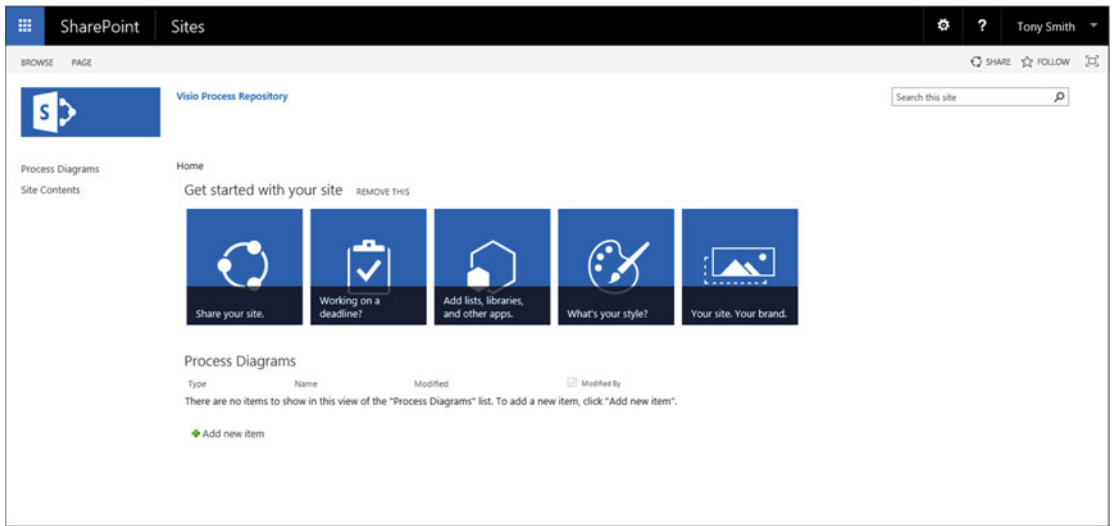 SharePoint Sites ? Tony Smith
BROWSE PAGE SHARE FOLLOW
S
Visio Process Repository
Search this site
Process Diagrams
Site Contents
Home
Get started with your site REMOVE THIS
Share your site.
Working on a
deadline?
Add lists, libraries,
and other apps.
What's your style?
Your site. Your brand.
Process Diagrams
Type Name Modified Modified By
There are no items to show in this view of the "Process Diagrams" list. To add a new item, click "Add new item".
Add new item